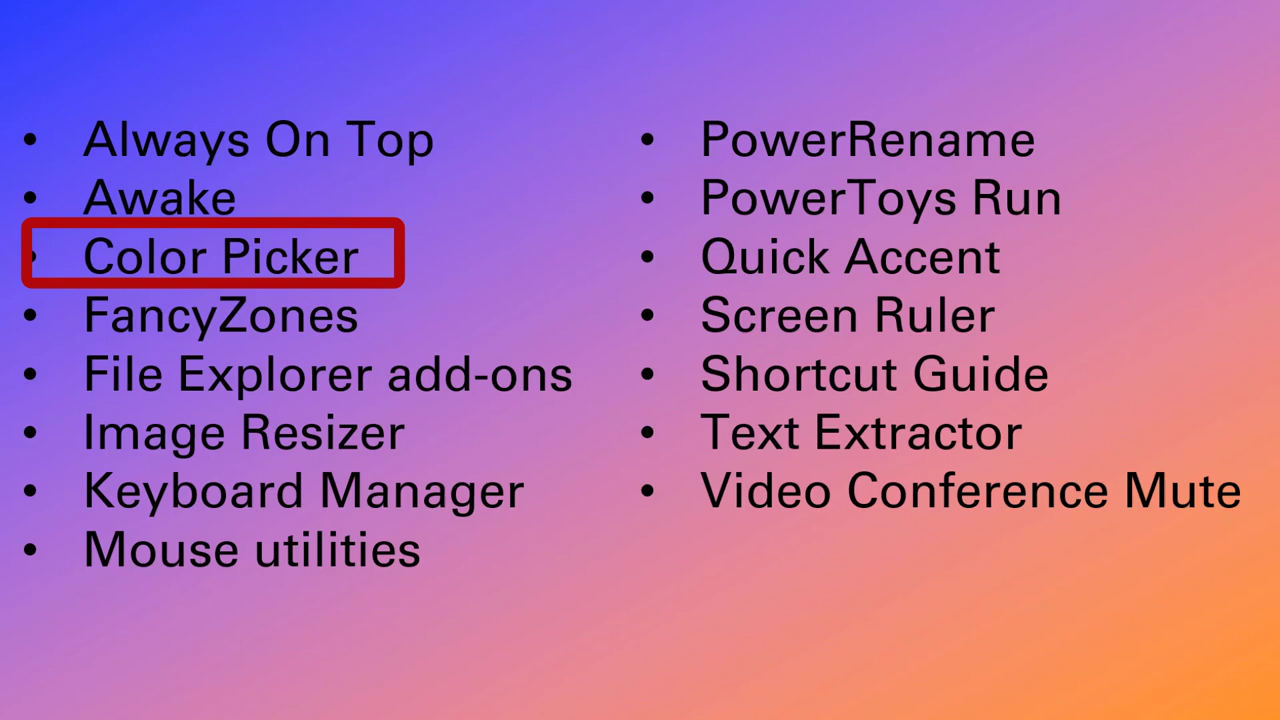 • Always On Top
• Awake
• Color Picker
• FancyZones
• File Explorer add-ons
• Image Resizer
• Keyboard Manager
• Mouse utilities
• PowerRename
• PowerToys Run
• Quick Accent
• Screen Ruler
• Shortcut Guide
• Text Extractor
• Video Conference Mute